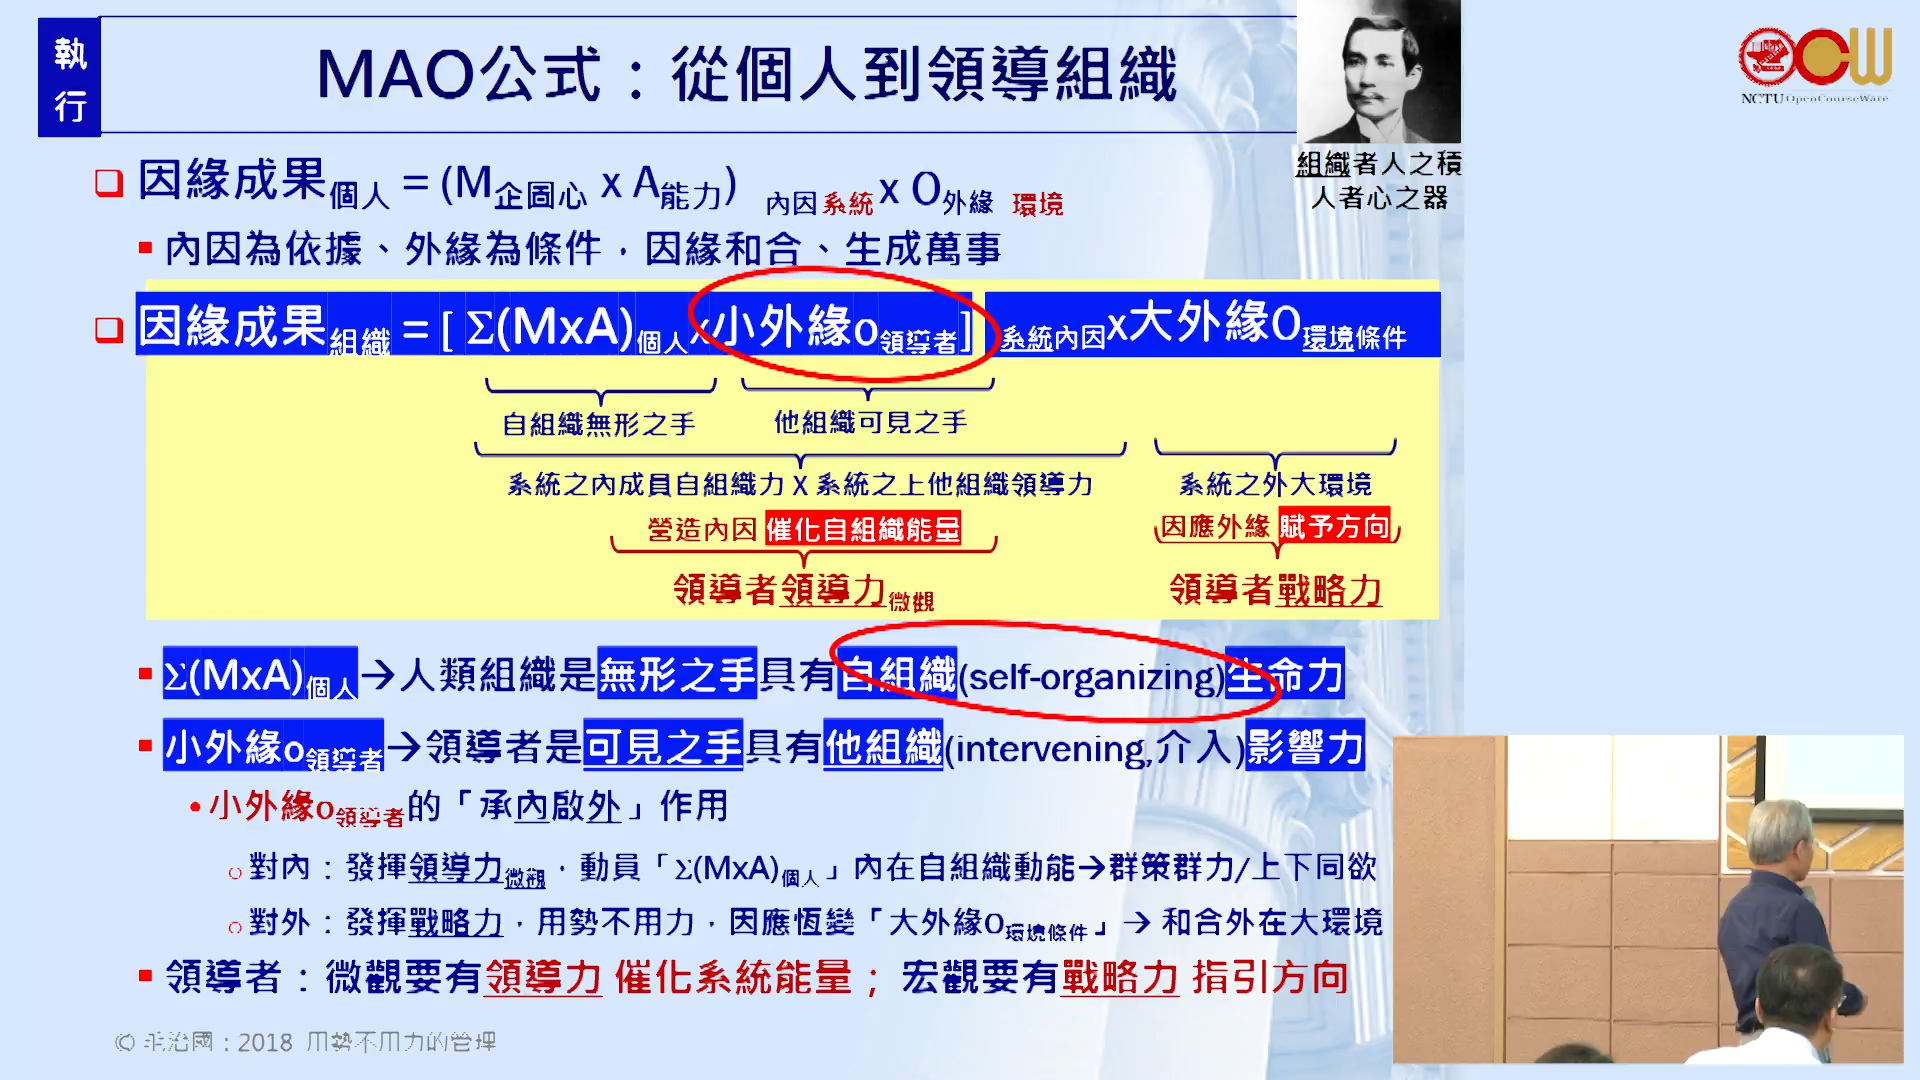 執行
MAO公式：從個人到領導組織
NCTU OpenCourseWare
組織者人之積
人者心之器
因緣成果個人 = (M企圖心 x A能力) 內因系統 x O外緣 環境
內因為依據、外緣為條件，因緣和合、生成萬事
因緣成果組織 = [ Σ(MxA)個人x小外緣o領導者] 系統內因x大外緣O環境條件
自組織無形之手 他組織可見之手
系統之內成員自組織力 X 系統之上他組織領導力 系統之外大環境
營造內因 催化自組織能量 因應外緣 賦予方向
領導者領導力微觀 領導者戰略力
Σ(MxA)個人→人類組織是無形之手具有自組織(self-organizing)生命力
小外緣o領導者→領導者是可見之手具有他組織(intervening,介入)影響力
小外緣o領導者的「承內啟外」作用
對內：發揮領導力微觀，動員「Σ(MxA)個人」內在自組織動能→群策群力/上下同欲
對外：發揮戰略力，用勢不用力，因應恆變「大外緣O環境條件」→ 和合外在大環境
領導者：微觀要有領導力 催化系統能量； 宏觀要有戰略力 指引方向
© 毛治國：2018 用勢不用力的管理